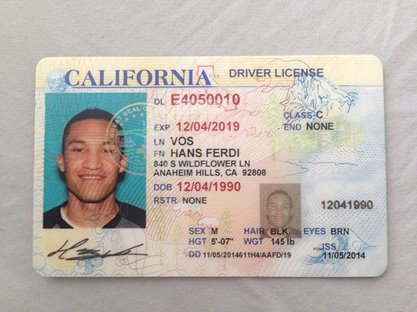 CALIFORNIA DRIVER LICENSE
DL E4050010
CLASS C
EXP 12/04/2019 END NONE
LN VOS
FN HANS FERDI
840 S WILDFLOWER LN
ANAHEIM HILLS, CA 92808
DOB 12/04/1990
RSTR NONE
12041990
SEX M HAIR BLK EYES BRN
HGT 5'-07" WGT 145 lb
ISS
DD 11/05/2014611H4/AAFD/19 11/05/2014